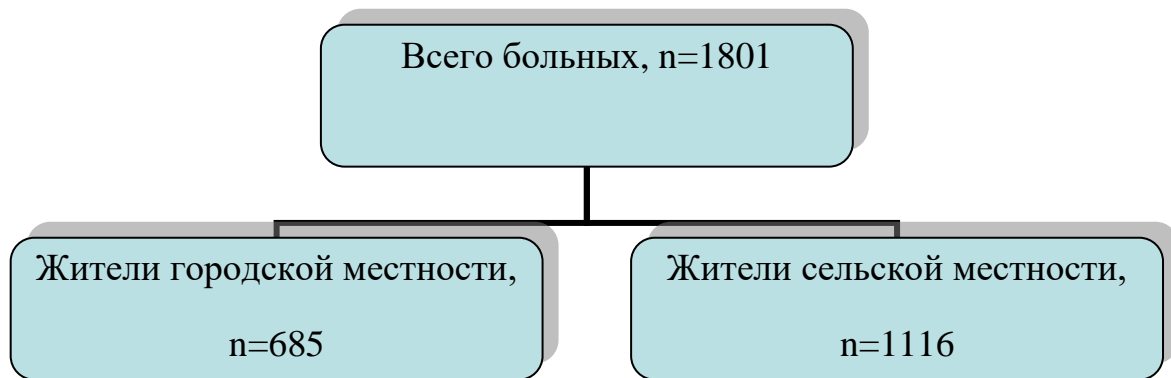 Всего больных, n=1801
Жители городской местности,
n=685
Жители сельской местности,
n=1116